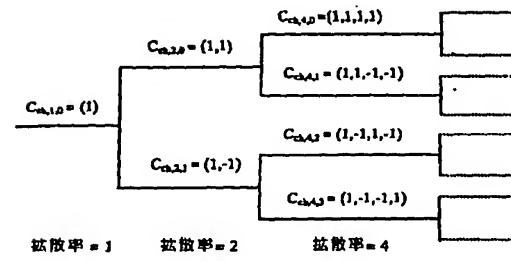 C_ch,4,0 = (1,1,1,1)
C_ch,2,0 = (1,1)
C_ch,4,1 = (1,1,-1,-1)
C_ch,1,0 = (1)
C_ch,4,2 = (1,-1,1,-1)
C_ch,2,1 = (1,-1)
C_ch,4,3 = (1,-1,-1,1)
拡散率 = 1 拡散率 = 2 拡散率 = 4